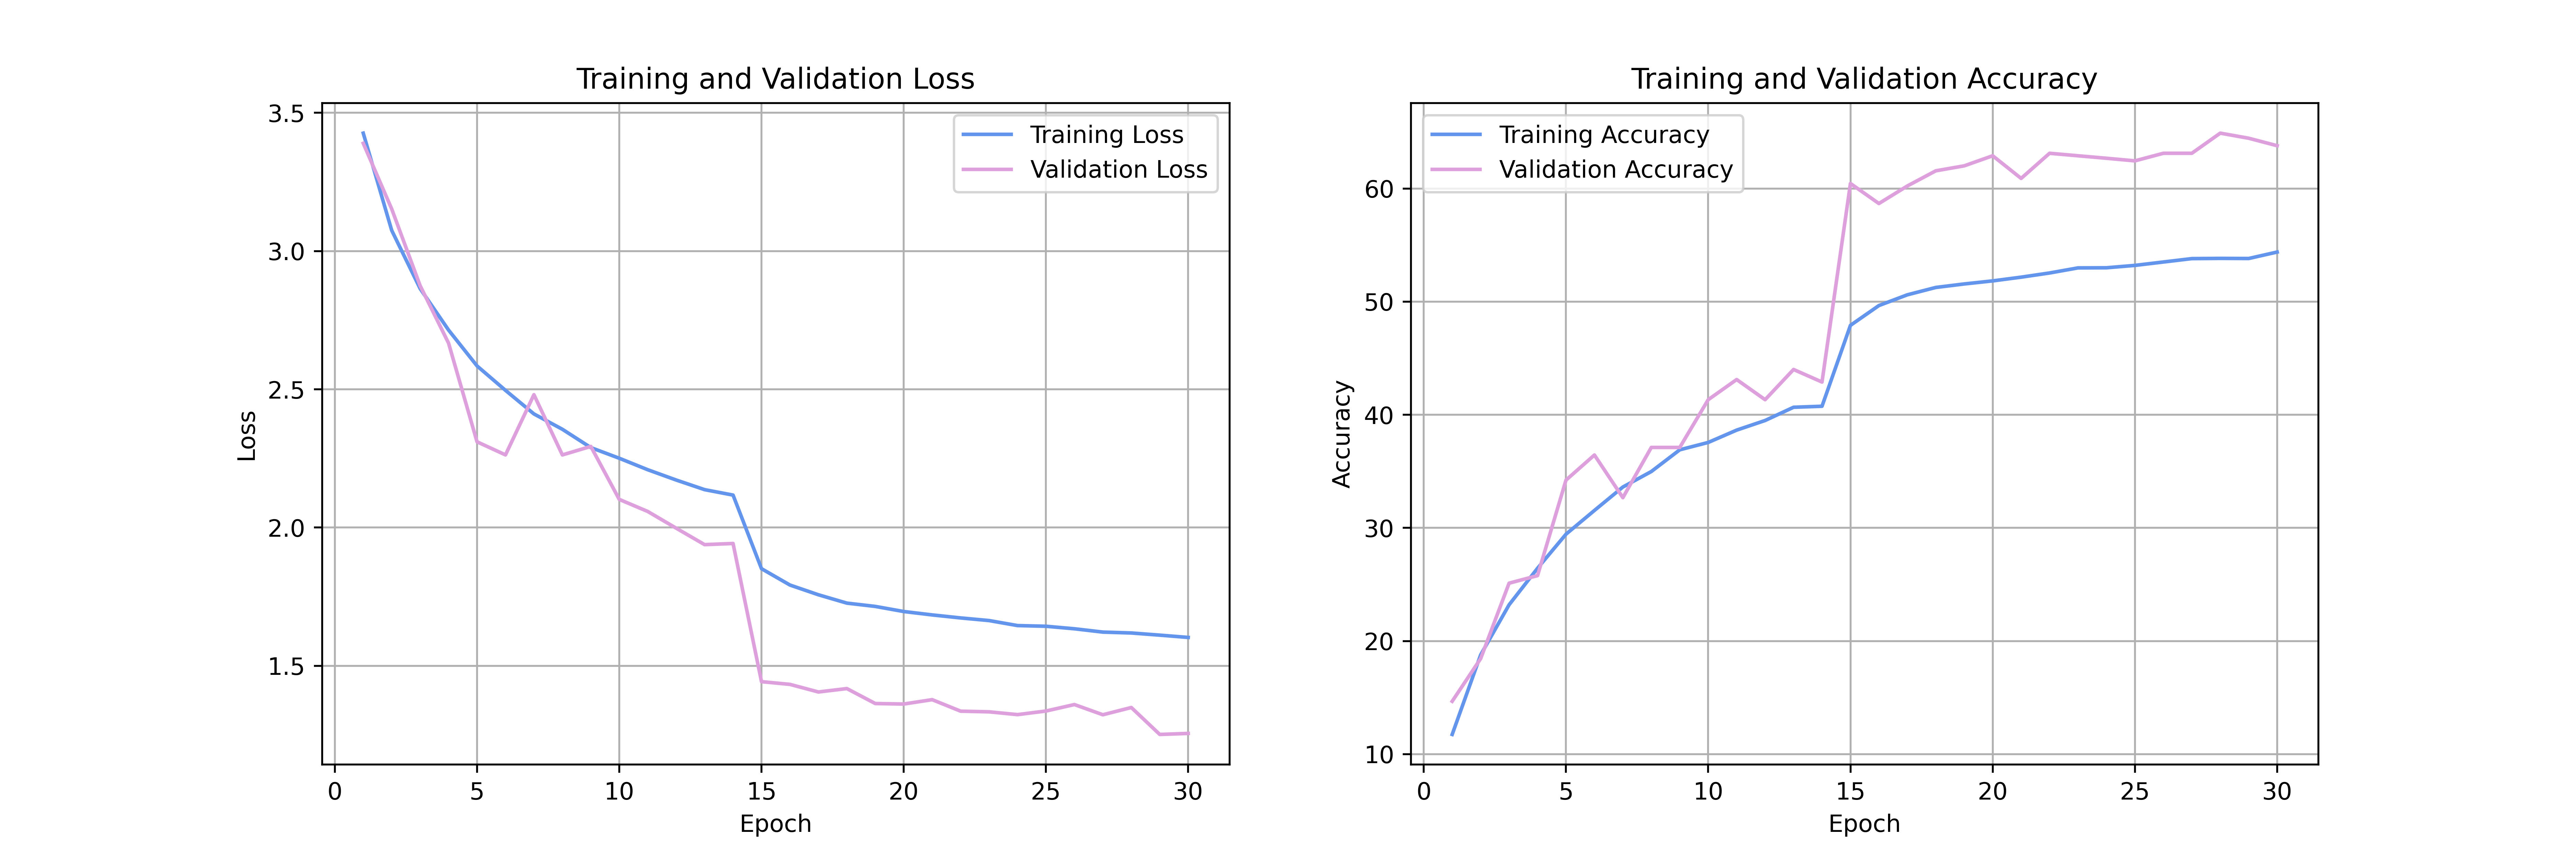 Training and Validation Loss
3.5
3.0
2.5
2.0
1.5
Loss
Training Loss
Validation Loss
0 5 10 15 20 25 30
Epoch
Training and Validation Accuracy
60
50
40
30
20
10
Accuracy
Training Accuracy
Validation Accuracy
0 5 10 15 20 25 30
Epoch